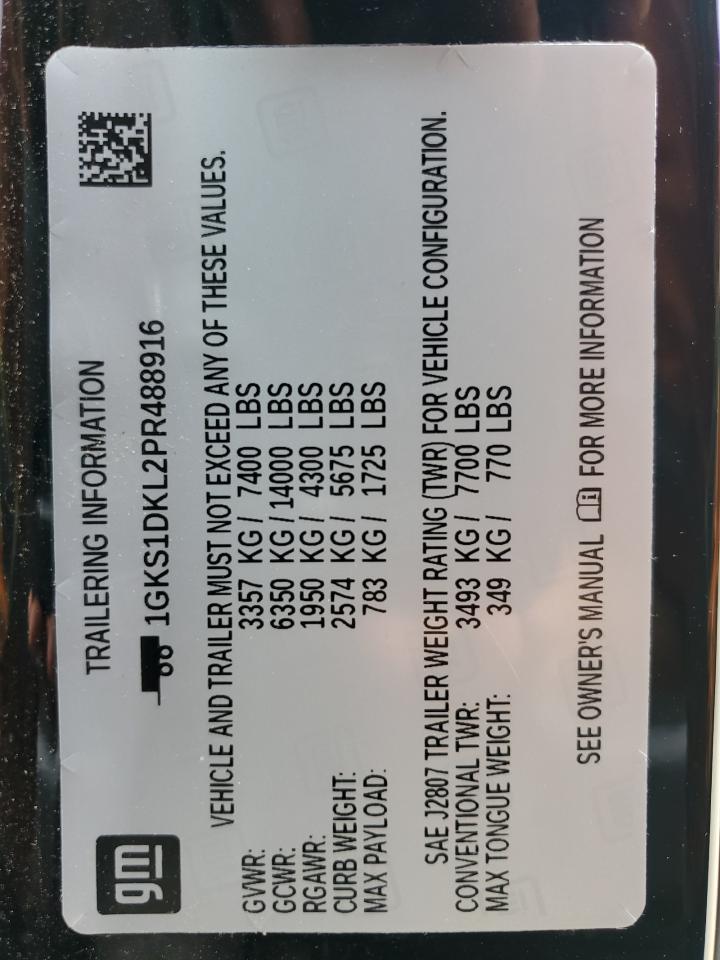 gm
TRAILERING INFORMATION
1GKS1DKL2PR488916
VEHICLE AND TRAILER MUST NOT EXCEED ANY OF THESE VALUES.
GVWR: 3357 KG / 7400 LBS
GCWR: 6350 KG / 14000 LBS
RGAWR: 1950 KG / 4300 LBS
CURB WEIGHT: 2574 KG / 5675 LBS
MAX PAYLOAD: 783 KG / 1725 LBS
SAE J2807 TRAILER WEIGHT RATING (TWR) FOR VEHICLE CONFIGURATION.
CONVENTIONAL TWR: 3493 KG / 7700 LBS
MAX TONGUE WEIGHT: 349 KG / 770 LBS
SEE OWNER'S MANUAL FOR MORE INFORMATION